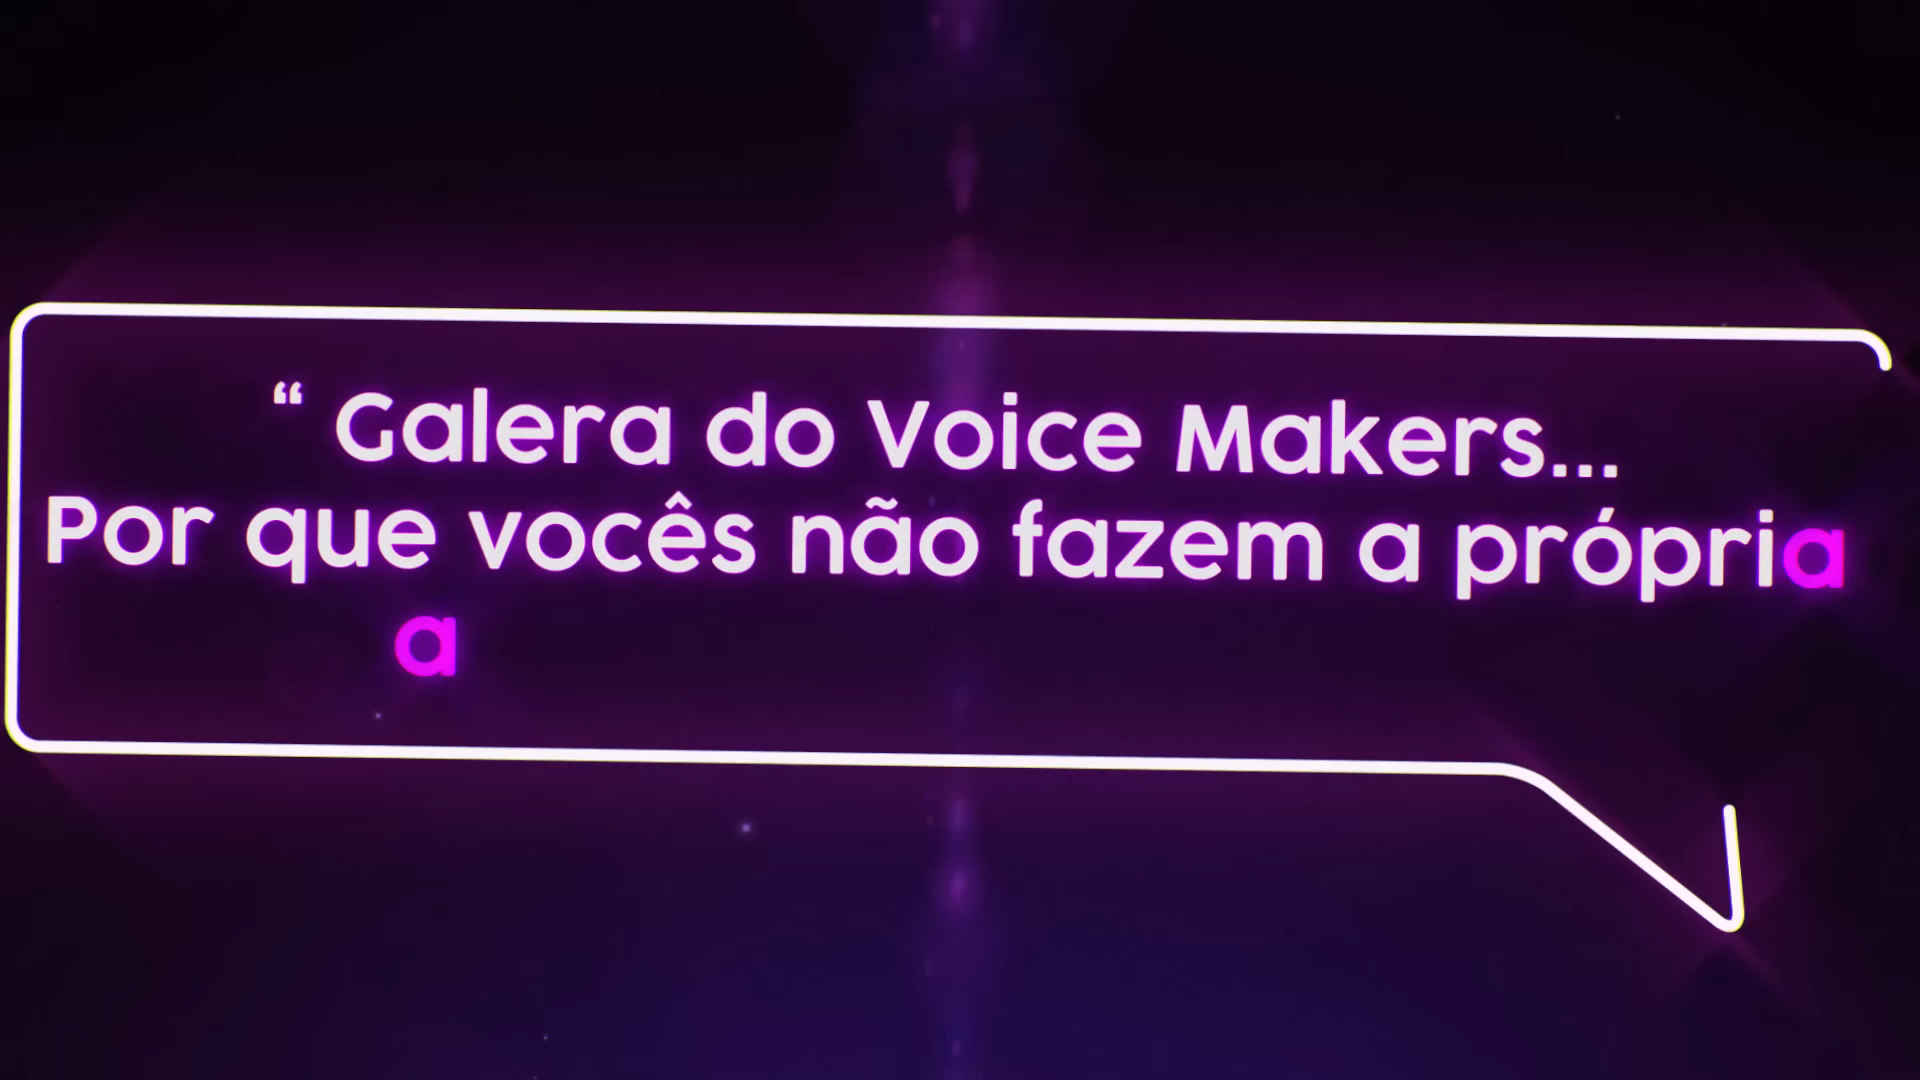 “ Galera do Voice Makers...
Por que vocês não fazem a própria
a